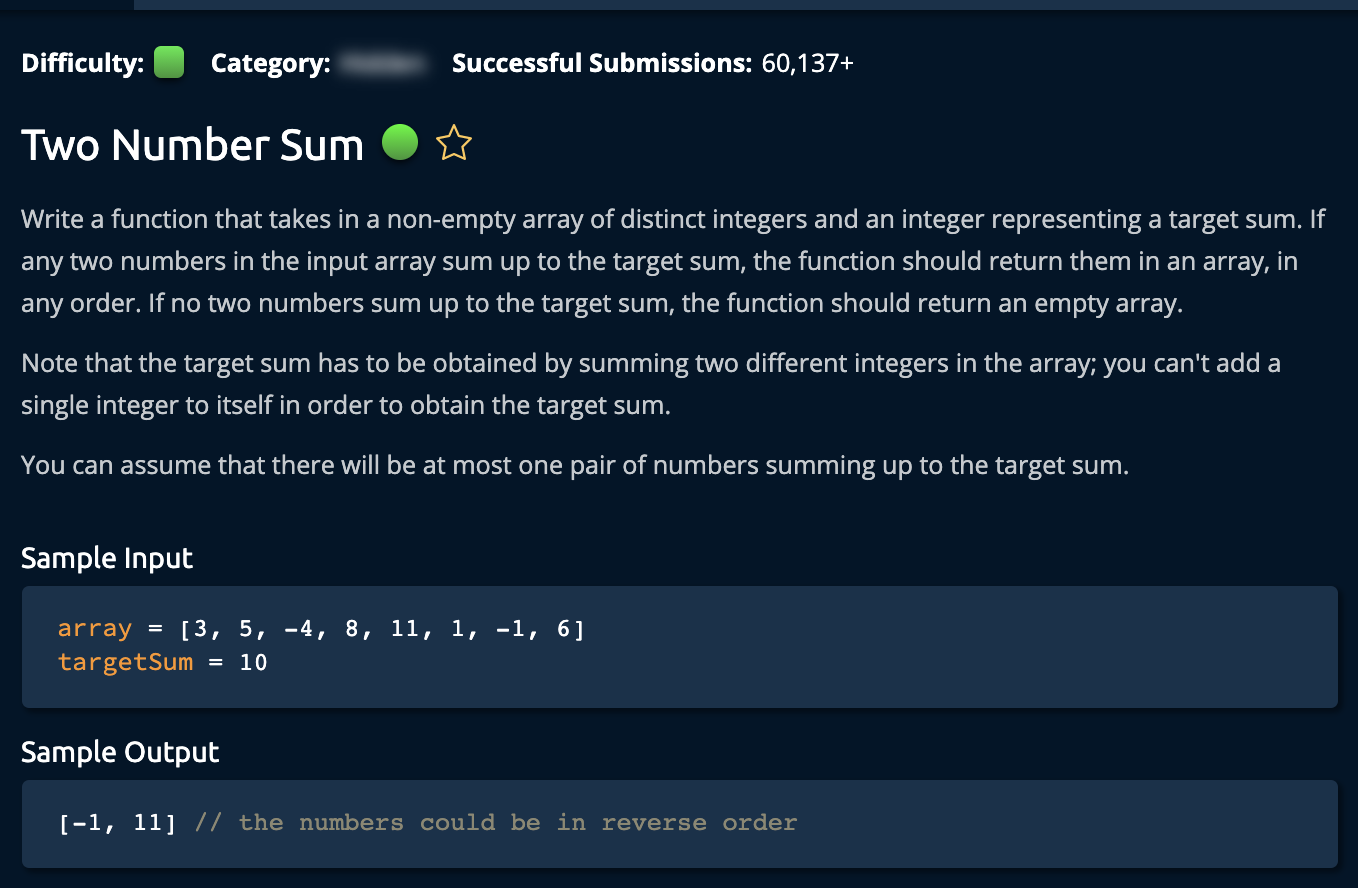 Difficulty: Category: Successful Submissions: 60,137+
Two Number Sum
Write a function that takes in a non-empty array of distinct integers and an integer representing a target sum. If
any two numbers in the input array sum up to the target sum, the function should return them in an array, in
any order. If no two numbers sum up to the target sum, the function should return an empty array.
Note that the target sum has to be obtained by summing two different integers in the array; you can't add a
single integer to itself in order to obtain the target sum.
You can assume that there will be at most one pair of numbers summing up to the target sum.
Sample Input
array = [3, 5, -4, 8, 11, 1, -1, 6]
targetSum = 10
Sample Output
[-1, 11] // the numbers could be in reverse order